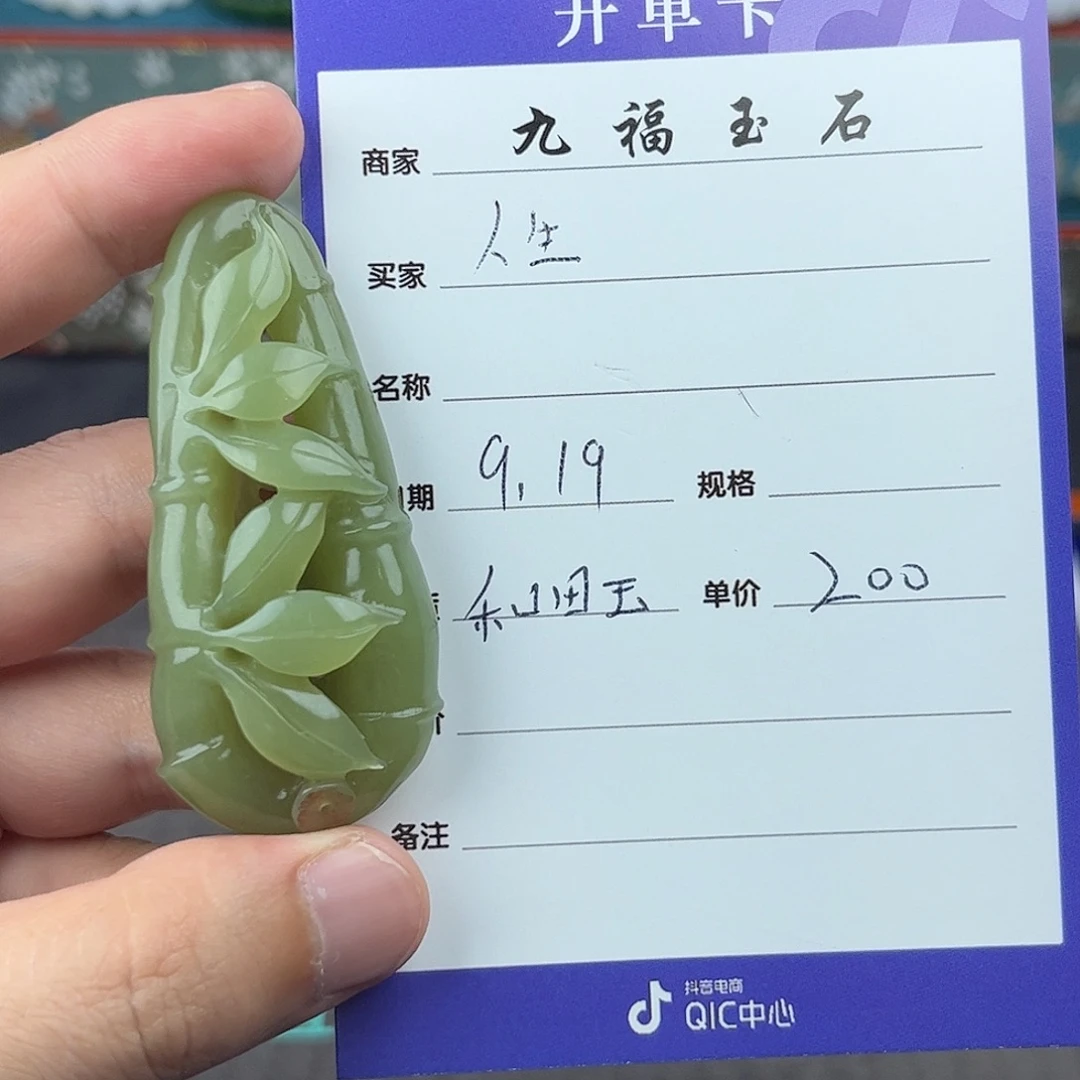 开单卡
商家 九福玉石
买家 人生
名称
期 9.19 规格
和田玉 单价 200
价
备注
抖音电商
QIC中心